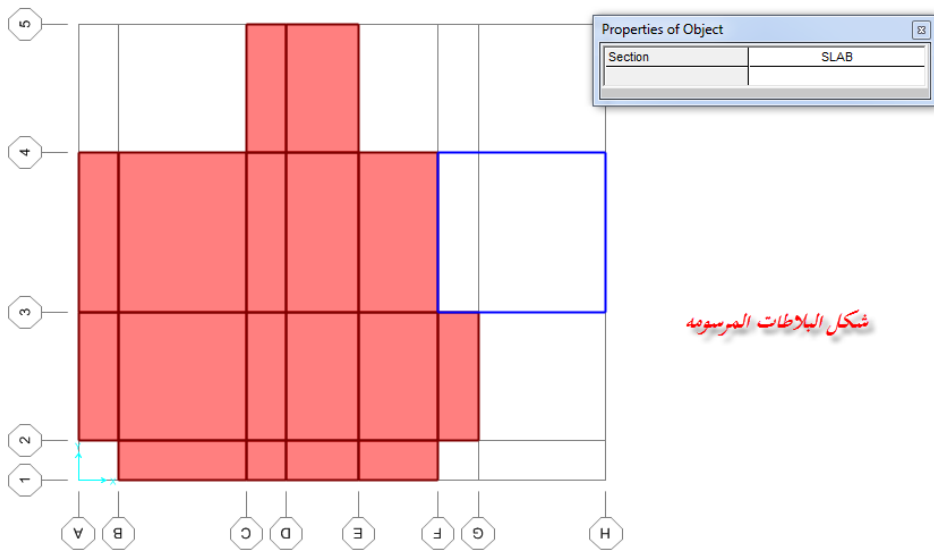 Properties of Object
Section SLAB
5
4
3
2
1
شكل البلاطات المرسومه
Y
X
A B C D E F G H